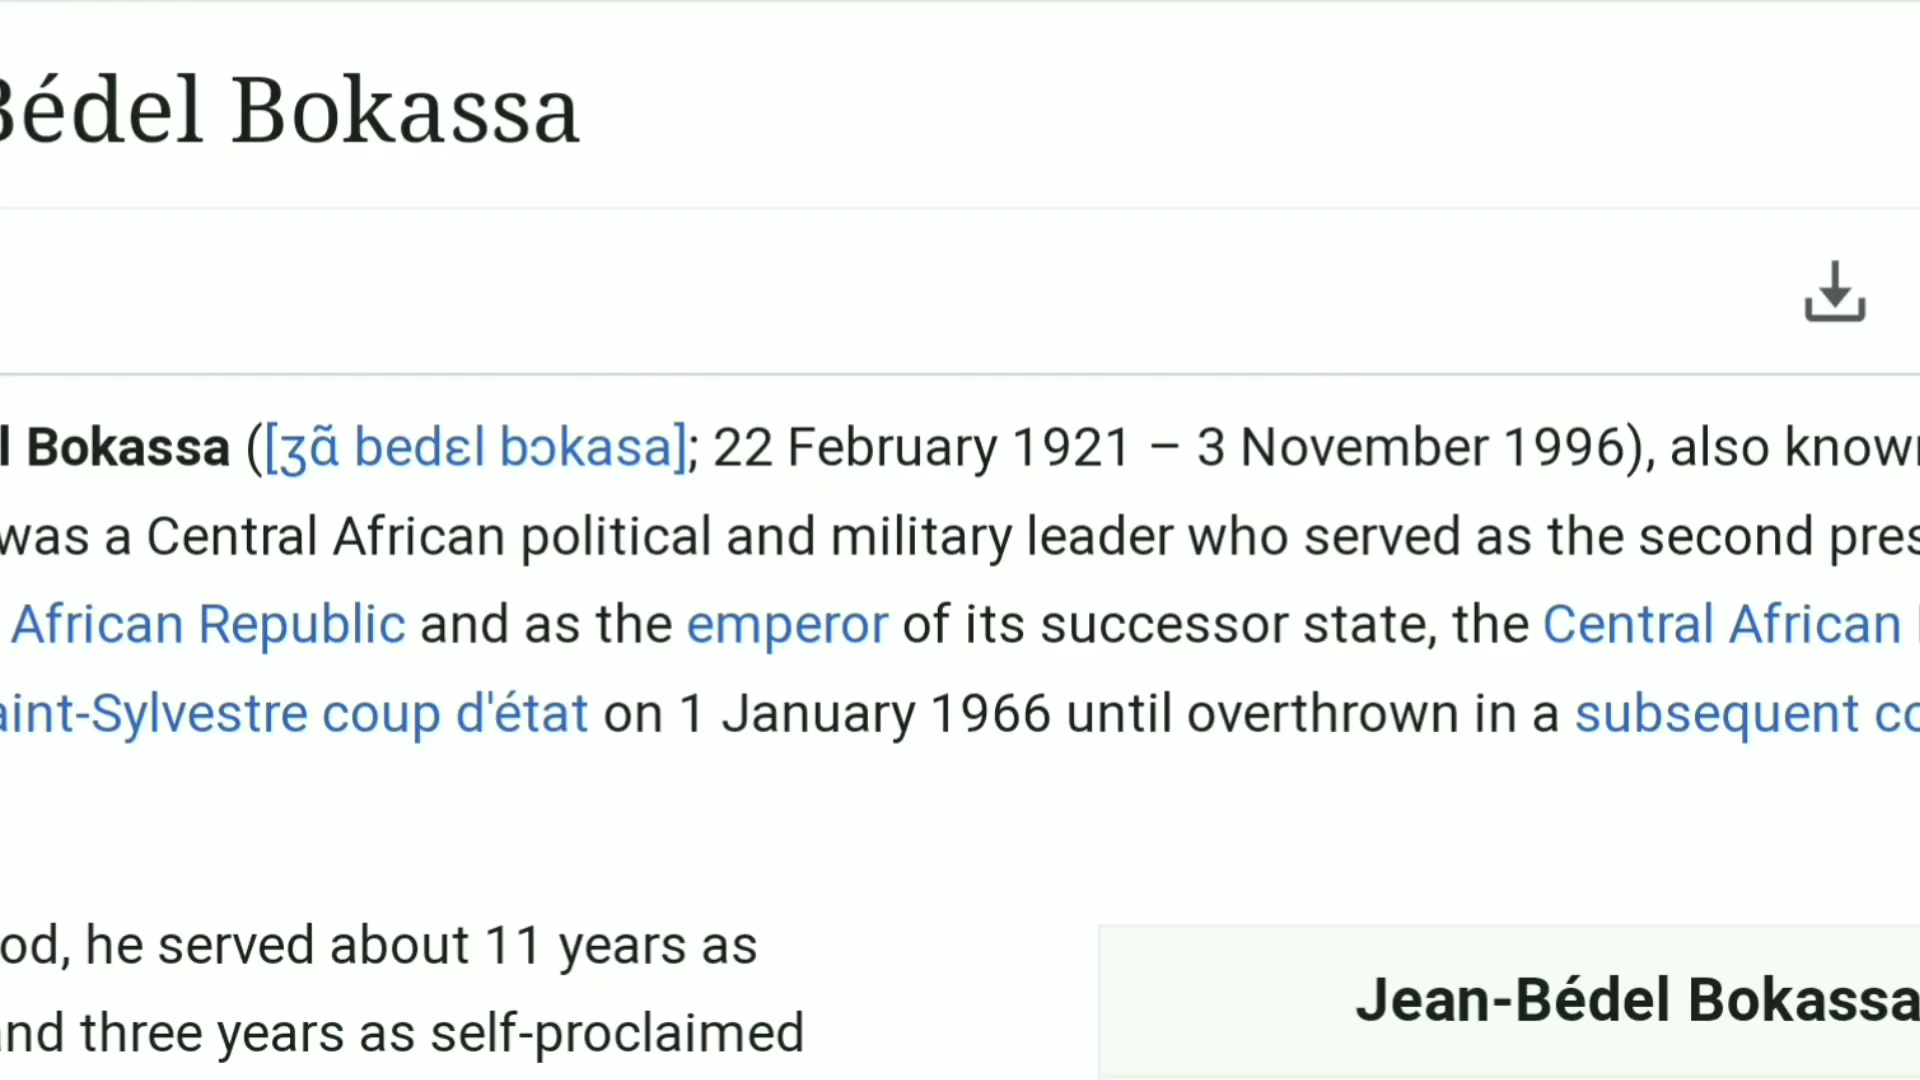 Bédel Bokassa
l Bokassa ([ʒɑ̃ bedɛl bɔkasa]; 22 February 1921 – 3 November 1996), also known
was a Central African political and military leader who served as the second pres
African Republic and as the emperor of its successor state, the Central African
aint-Sylvestre coup d'état on 1 January 1966 until overthrown in a subsequent co
od, he served about 11 years as
and three years as self-proclaimed
Jean-Bédel Bokassa